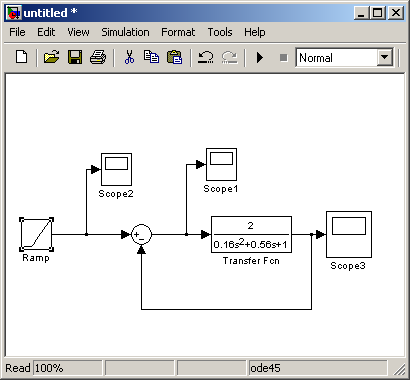 untitled *
File Edit View Simulation Format Tools Help
Normal
Scope2
Scope1
+
−
2
0.16s²+0.56s+1
Ramp
Transfer Fcn
Scope3
Read 100% ode45